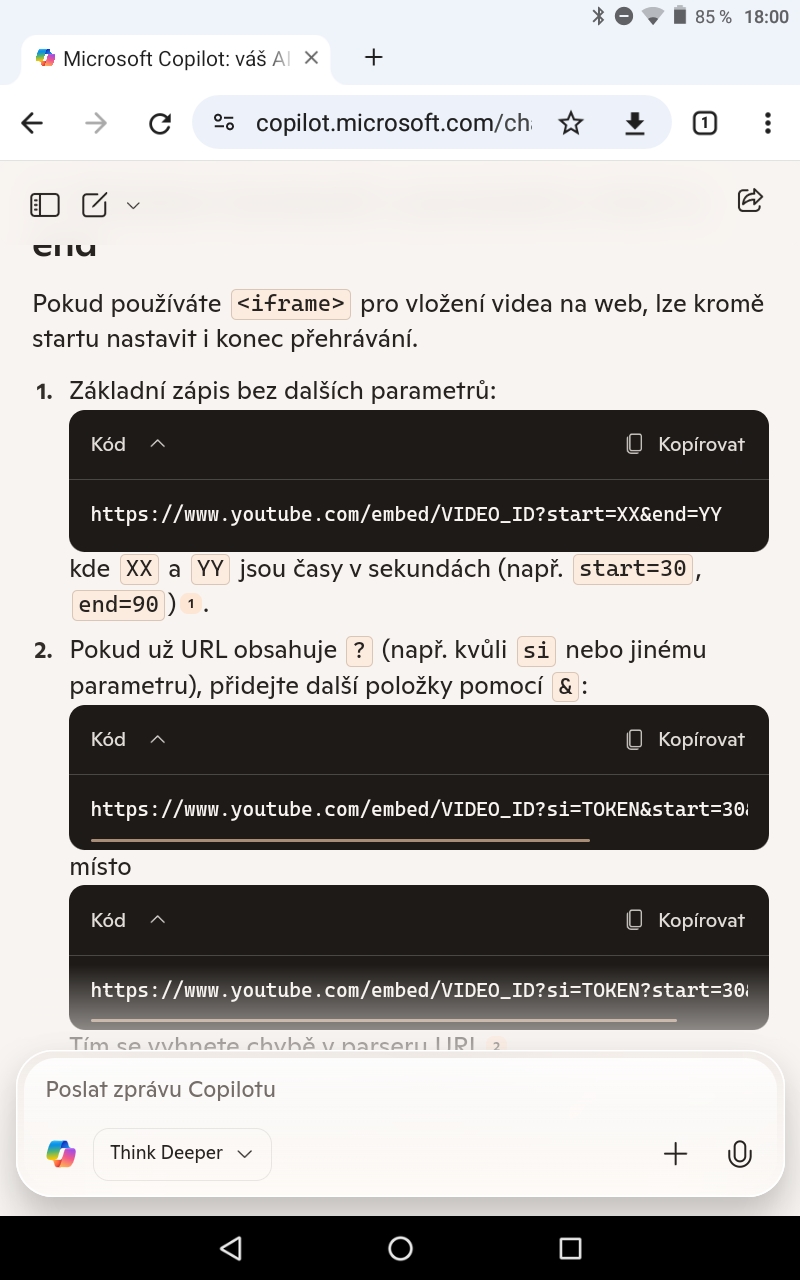 85 % 18:00
Microsoft Copilot: váš AI
copilot.microsoft.com/ch
1
end
Pokud používáte <iframe> pro vložení videa na web, lze kromě
startu nastavit i konec přehrávání.
1. Základní zápis bez dalších parametrů:
Kód Kopírovat
https://www.youtube.com/embed/VIDEO_ID?start=XX&end=YY
kde XX a YY jsou časy v sekundách (např. start=30,
end=90) 1.
2. Pokud už URL obsahuje ? (např. kvůli si nebo jinému
parametru), přidejte další položky pomocí &:
Kód Kopírovat
https://www.youtube.com/embed/VIDEO_ID?si=TOKEN&start=30&
místo
Kód Kopírovat
https://www.youtube.com/embed/VIDEO_ID?si=TOKEN?start=30&
Tím se vyhnete chybě v parseru URL 2
Poslat zprávu Copilotu
Think Deeper